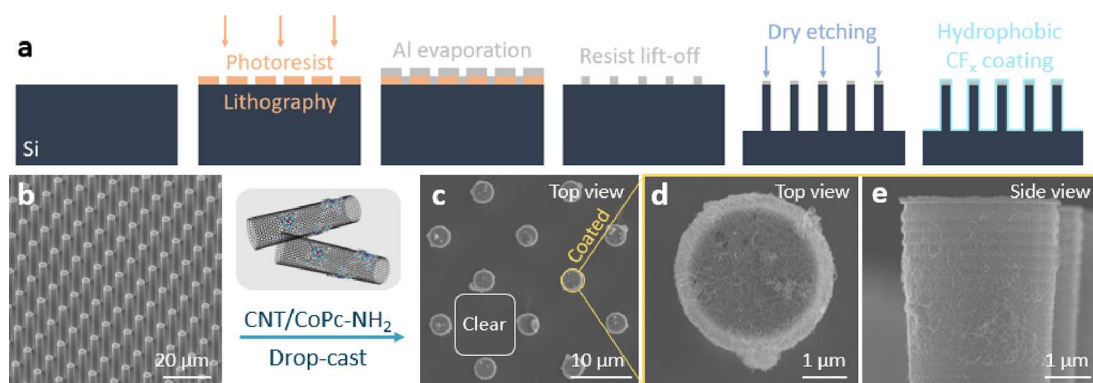 a
Photoresist
Lithography
Al evaporation
Resist lift-off
Dry etching
Hydrophobic
CFₓ coating
Si
b
20 μm
CNT/CoPc-NH₂
Drop-cast
c
Top view
Coated
Clear
10 μm
d
Top view
1 μm
e
Side view
1 μm